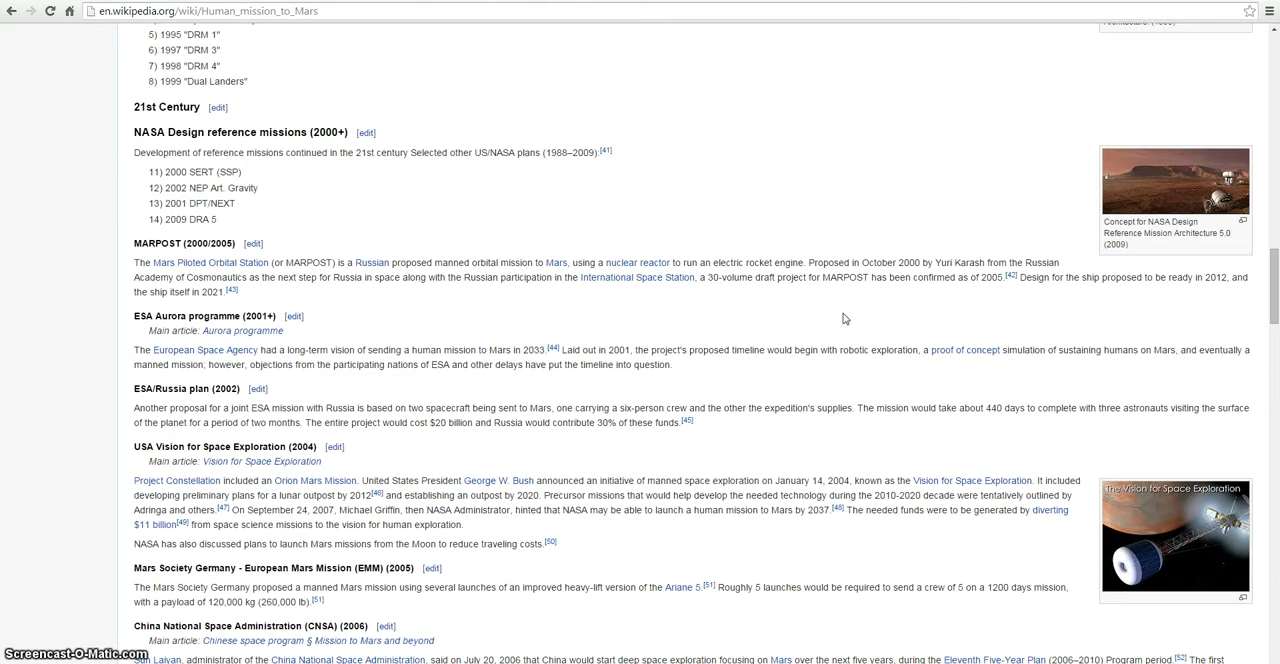 en.wikipedia.org/wiki/Human_mission_to_Mars
5) 1995 "DRM 1"
6) 1997 "DRM 3"
7) 1998 "DRM 4"
8) 1999 "Dual Landers"
21st Century [edit]
NASA Design reference missions (2000+) [edit]
Development of reference missions continued in the 21st century Selected other US/NASA plans (1988–2009):[41]
11) 2000 SERT (SSP)
12) 2002 NEP Art. Gravity
13) 2001 DPT/NEXT
14) 2009 DRA 5
Concept for NASA Design
Reference Mission Architecture 5.0
(2009)
MARPOST (2000/2005) [edit]
The Mars Piloted Orbital Station (or MARPOST) is a Russian proposed manned orbital mission to Mars, using a nuclear reactor to run an electric rocket engine. Proposed in October 2000 by Yuri Karash from the Russian
Academy of Cosmonautics as the next step for Russia in space along with the Russian participation in the International Space Station, a 30-volume draft project for MARPOST has been confirmed as of 2005.[42] Design for the ship proposed to be ready in 2012, and
the ship itself in 2021.[43]
ESA Aurora programme (2001+) [edit]
Main article: Aurora programme
The European Space Agency had a long-term vision of sending a human mission to Mars in 2033.[44] Laid out in 2001, the project's proposed timeline would begin with robotic exploration, a proof of concept simulation of sustaining humans on Mars, and eventually a
manned mission; however, objections from the participating nations of ESA and other delays have put the timeline into question.
ESA/Russia plan (2002) [edit]
Another proposal for a joint ESA mission with Russia is based on two spacecraft being sent to Mars, one carrying a six-person crew and the other the expedition's supplies. The mission would take about 440 days to complete with three astronauts visiting the surface
of the planet for a period of two months. The entire project would cost $20 billion and Russia would contribute 30% of these funds.[45]
USA Vision for Space Exploration (2004) [edit]
Main article: Vision for Space Exploration
Project Constellation included an Orion Mars Mission. United States President George W. Bush announced an initiative of manned space exploration on January 14, 2004, known as the Vision for Space Exploration. It included
developing preliminary plans for a lunar outpost by 2012[46] and establishing an outpost by 2020. Precursor missions that would help develop the needed technology during the 2010-2020 decade were tentatively outlined by
Adringa and others.[47] On September 24, 2007, Michael Griffin, then NASA Administrator, hinted that NASA may be able to launch a human mission to Mars by 2037.[48] The needed funds were to be generated by diverting
$11 billion[49] from space science missions to the vision for human exploration.
The Vision for Space Exploration
NASA has also discussed plans to launch Mars missions from the Moon to reduce traveling costs.[50]
Mars Society Germany - European Mars Mission (EMM) (2005) [edit]
The Mars Society Germany proposed a manned Mars mission using several launches of an improved heavy-lift version of the Ariane 5.[51] Roughly 5 launches would be required to send a crew of 5 on a 1200 days mission,
with a payload of 120,000 kg (260,000 lb).[51]
China National Space Administration (CNSA) (2006) [edit]
Main article: Chinese space program § Mission to Mars and beyond
Sun Laiyan, administrator of the China National Space Administration, said on July 20, 2006 that China would start deep space exploration focusing on Mars over the next five years, during the Eleventh Five-Year Plan (2006–2010) Program period.[52] The first
Screencast-O-Matic.com